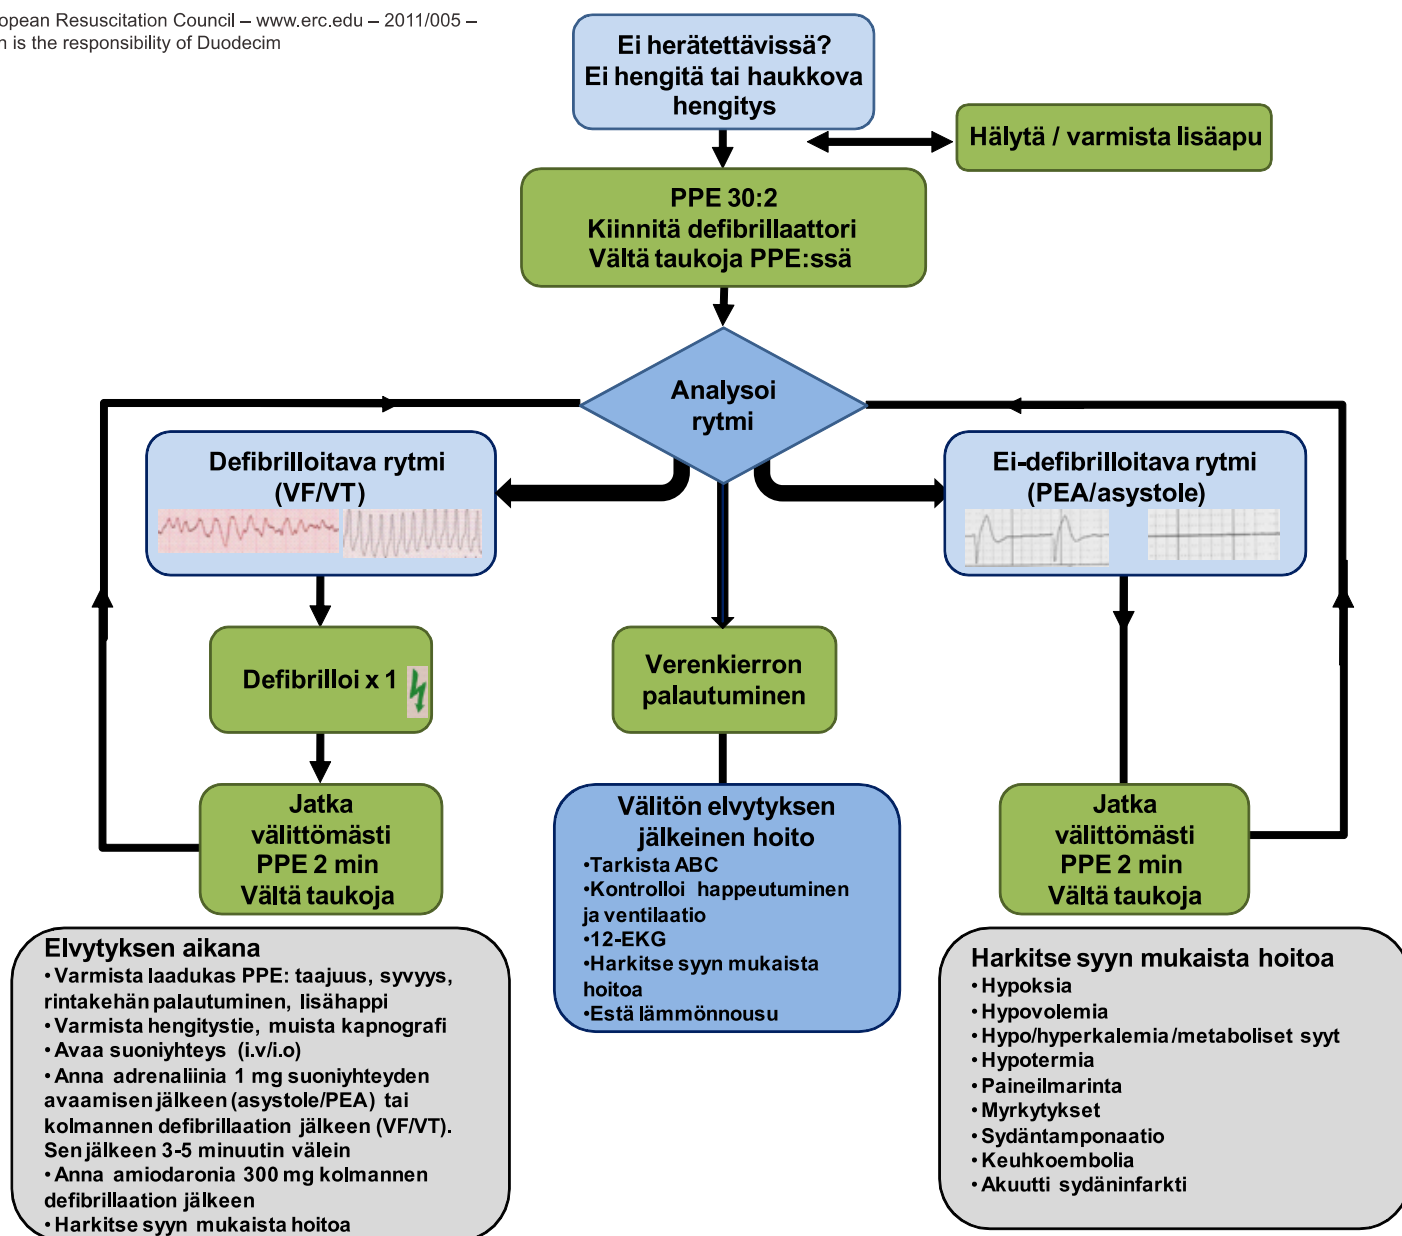 opean Resuscitation Council – www.erc.edu – 2011/005 –
n is the responsibility of Duodecim
Ei herätettävissä?
Ei hengitä tai haukkova
hengitys
Hälytä / varmista lisäapu
PPE 30:2
Kiinnitä defibrillaattori
Vältä taukoja PPE:ssä
Analysoi
rytmi
Defibrilloitava rytmi
(VF/VT)
Ei-defibrilloitava rytmi
(PEA/asystole)
Defibrilloi x 1
Verenkierron
palautuminen
Jatka
välittömästi
PPE 2 min
Vältä taukoja
Välitön elvytyksen
jälkeinen hoito
•Tarkista ABC
•Kontrolloi happeutuminen
ja ventilaatio
•12-EKG
•Harkitse syyn mukaista
hoitoa
•Estä lämmönnousu
Jatka
välittömästi
PPE 2 min
Vältä taukoja
Elvytyksen aikana
• Varmista laadukas PPE: taajuus, syvyys,
rintakehän palautuminen, lisähappi
• Varmista hengitystie, muista kapnografi
• Avaa suoniyhteys (i.v/i.o)
• Anna adrenaliinia 1 mg suoniyhteyden
avaamisen jälkeen (asystole/PEA) tai
kolmannen defibrillaation jälkeen (VF/VT).
Sen jälkeen 3-5 minuutin välein
• Anna amiodaronia 300 mg kolmannen
defibrillaation jälkeen
• Harkitse syyn mukaista hoitoa
Harkitse syyn mukaista hoitoa
• Hypoksia
• Hypovolemia
• Hypo/hyperkalemia/metaboliset syyt
• Hypotermia
• Paineilmarinta
• Myrkytykset
• Sydäntamponaatio
• Keuhkoembolia
• Akuutti sydäninfarkti